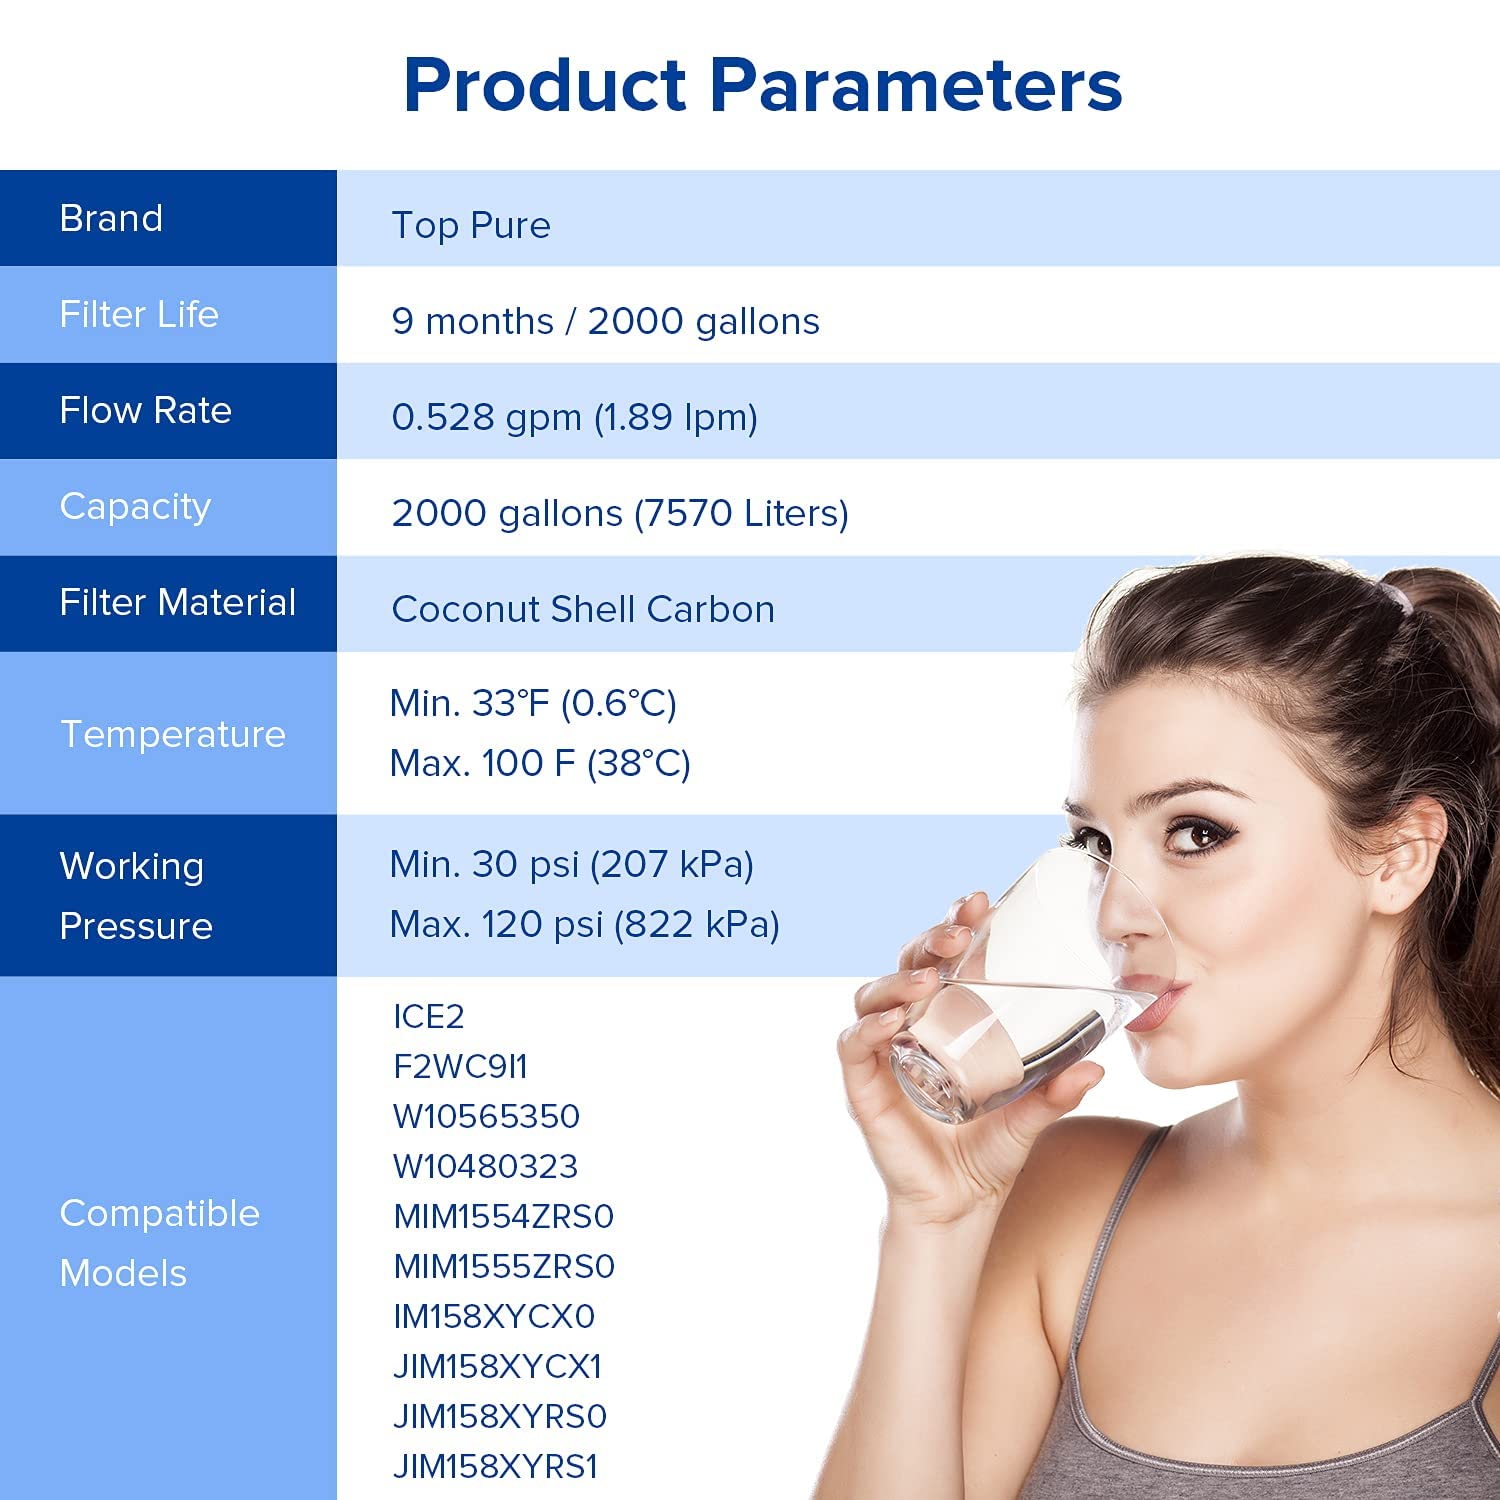 Product Parameters
Brand
Top Pure
Filter Life
9 months / 2000 gallons
Flow Rate
0.528 gpm (1.89 lpm)
Capacity
2000 gallons (7570 Liters)
Filter Material
Coconut Shell Carbon
Temperature
Min. 33°F (0.6°C)
Max. 100 F (38°C)
Working
Pressure
Min. 30 psi (207 kPa)
Max. 120 psi (822 kPa)
Compatible
Models
ICE2
F2WC9I1
W10565350
W10480323
MIM1554ZRS0
MIM1555ZRS0
IM158XYCX0
JIM158XYCX1
JIM158XYRS0
JIM158XYRS1